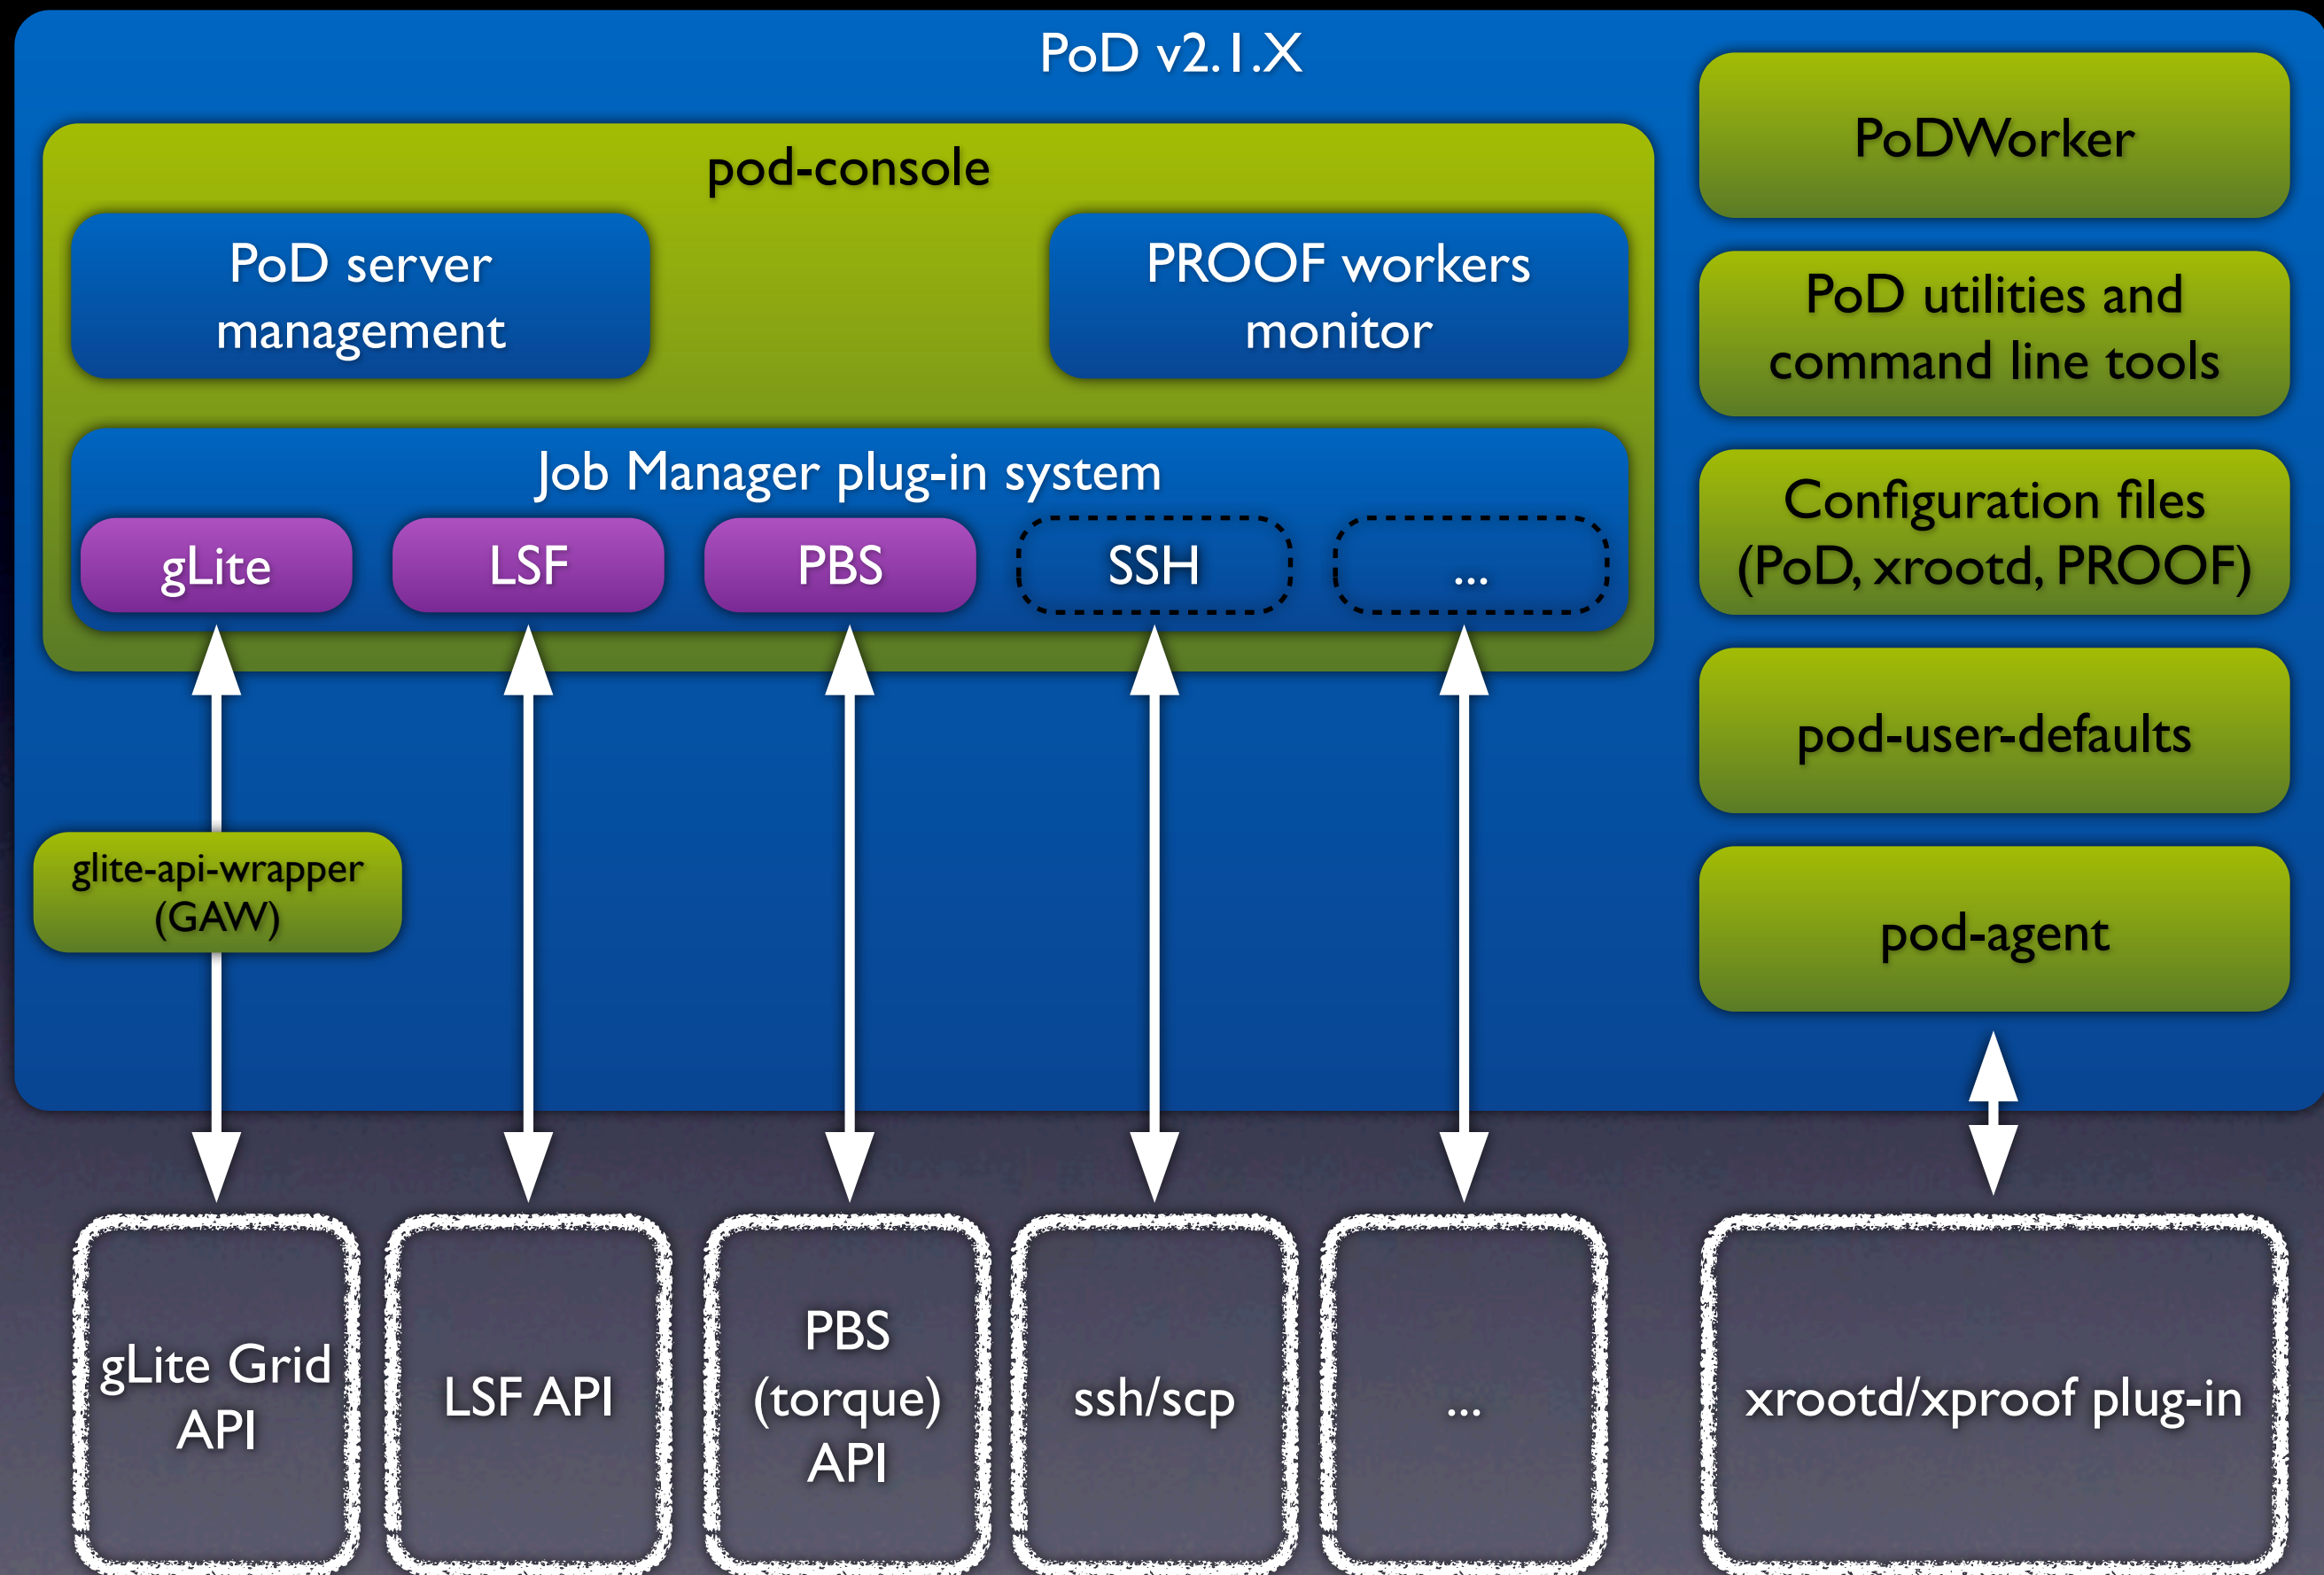 PoD v2.1.X
pod-console
PoD server
management
PROOF workers
monitor
Job Manager plug-in system
gLite
LSF
PBS
SSH
...
glite-api-wrapper
(GAW)
PoDWorker
PoD utilities and
command line tools
Configuration files
(PoD, xrootd, PROOF)
pod-user-defaults
pod-agent
gLite Grid
API
LSF API
PBS
(torque)
API
ssh/scp
...
xrootd/xproof plug-in